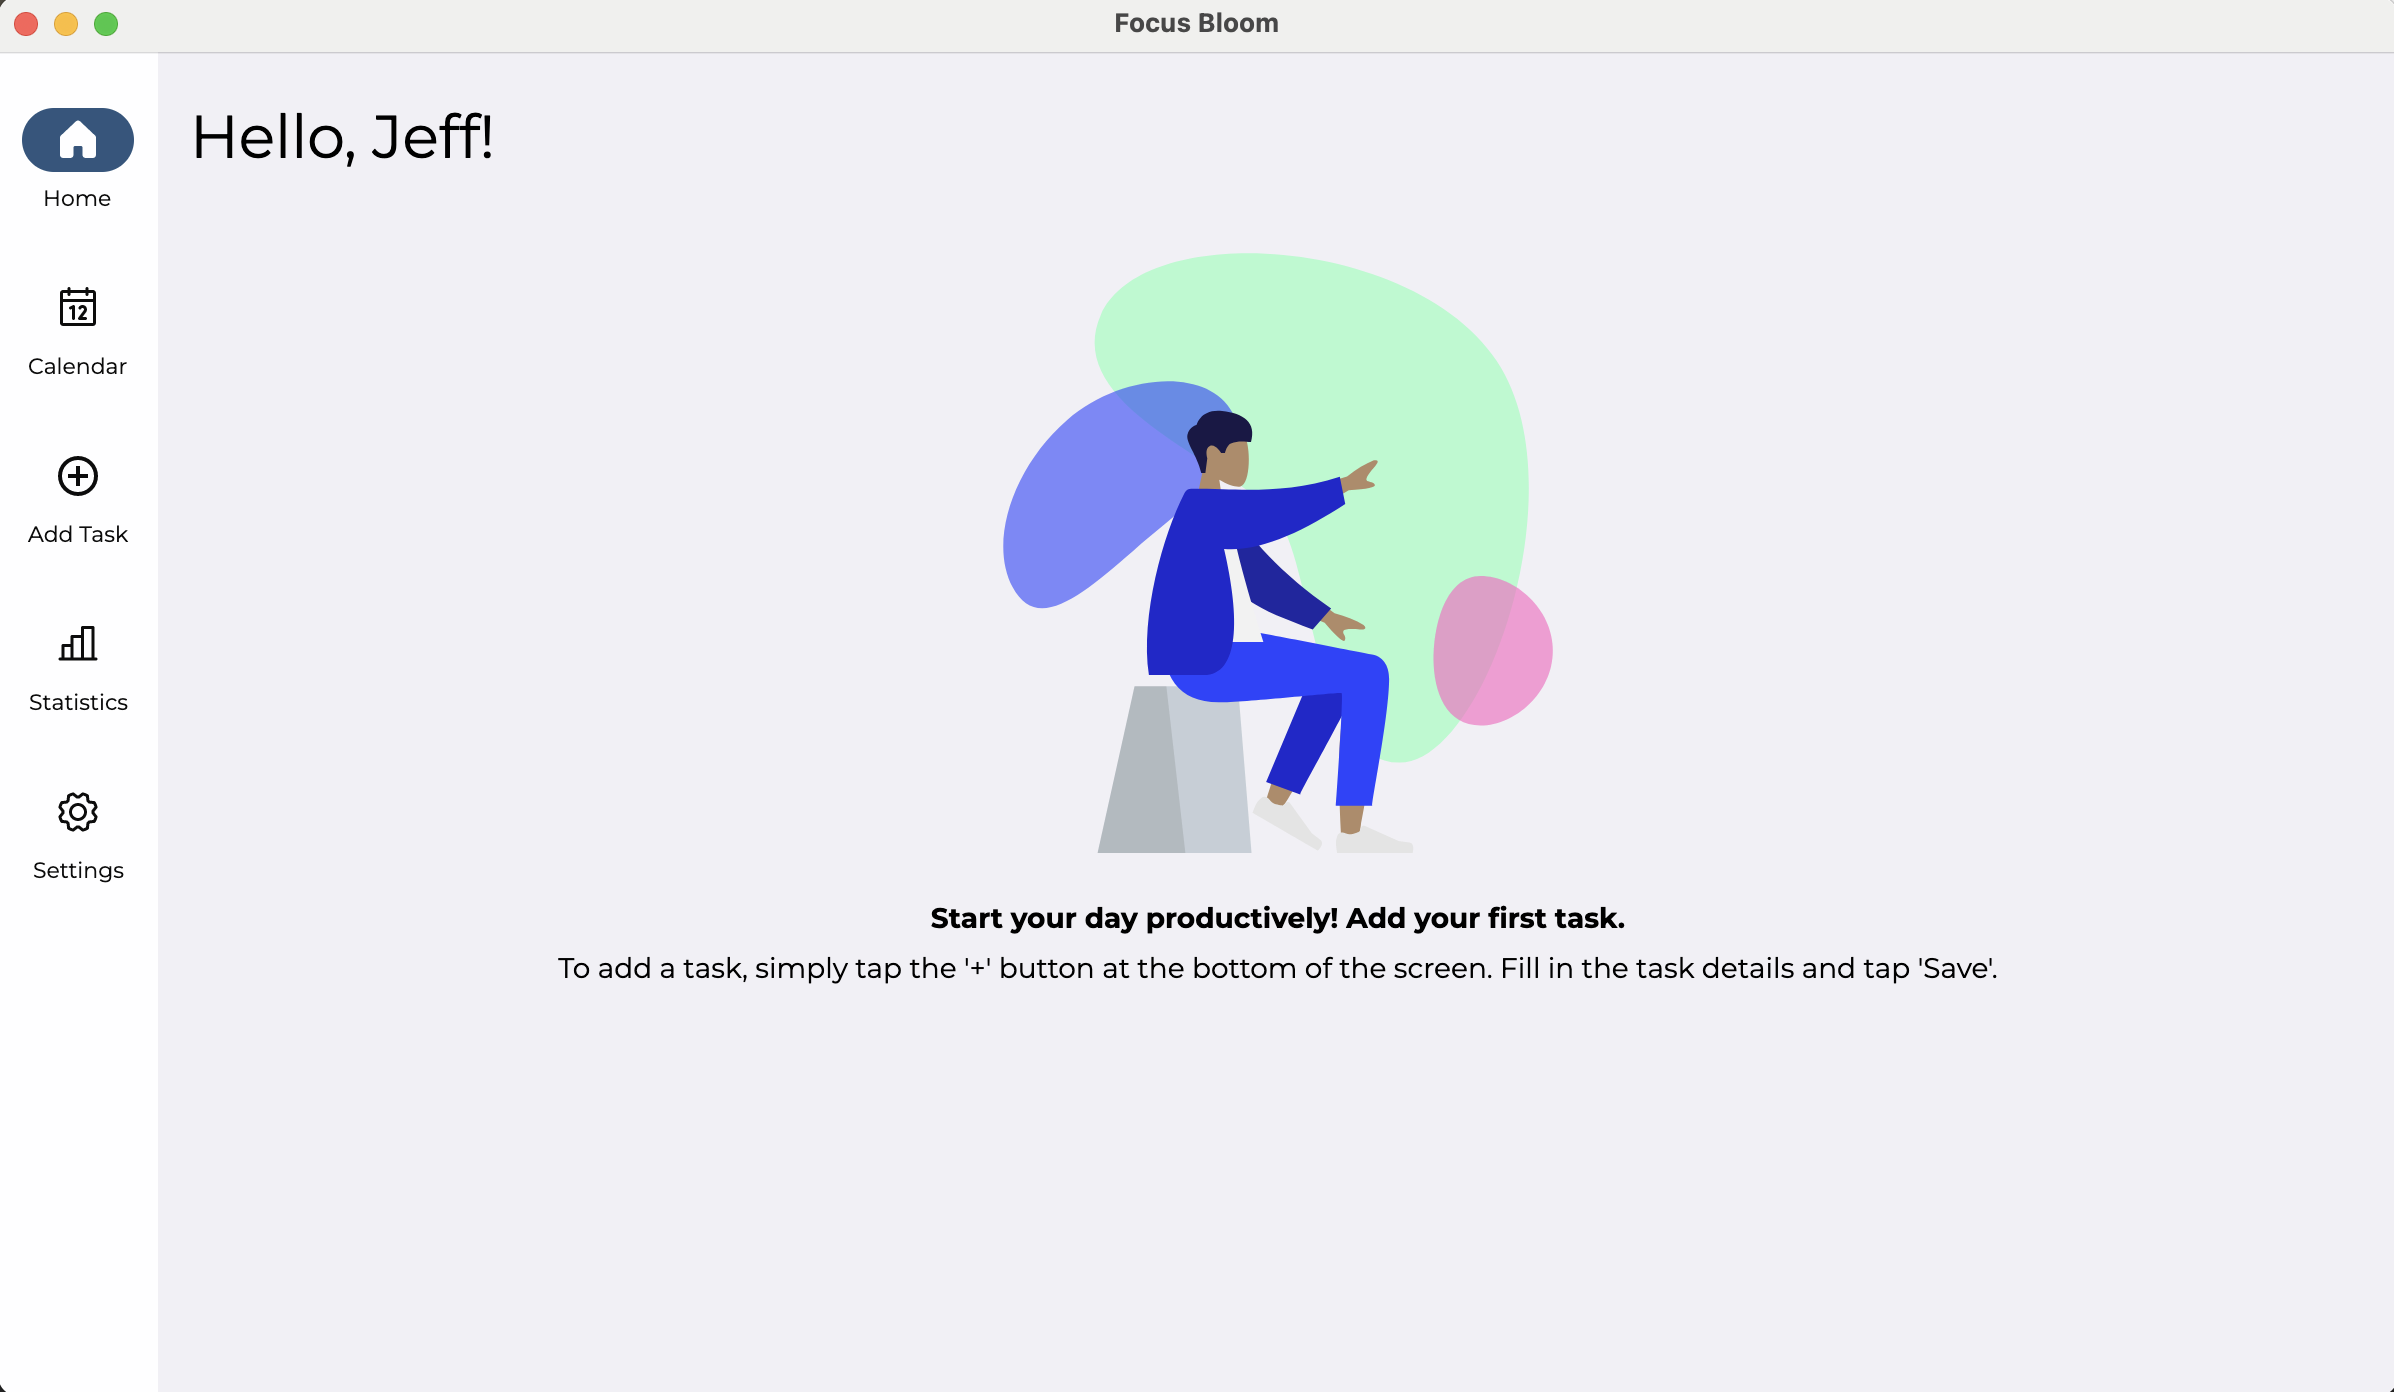 Focus Bloom
Home
12
Calendar
Add Task
Statistics
Settings
Hello, Jeff!
Start your day productively! Add your first task.
To add a task, simply tap the '+' button at the bottom of the screen. Fill in the task details and tap 'Save'.